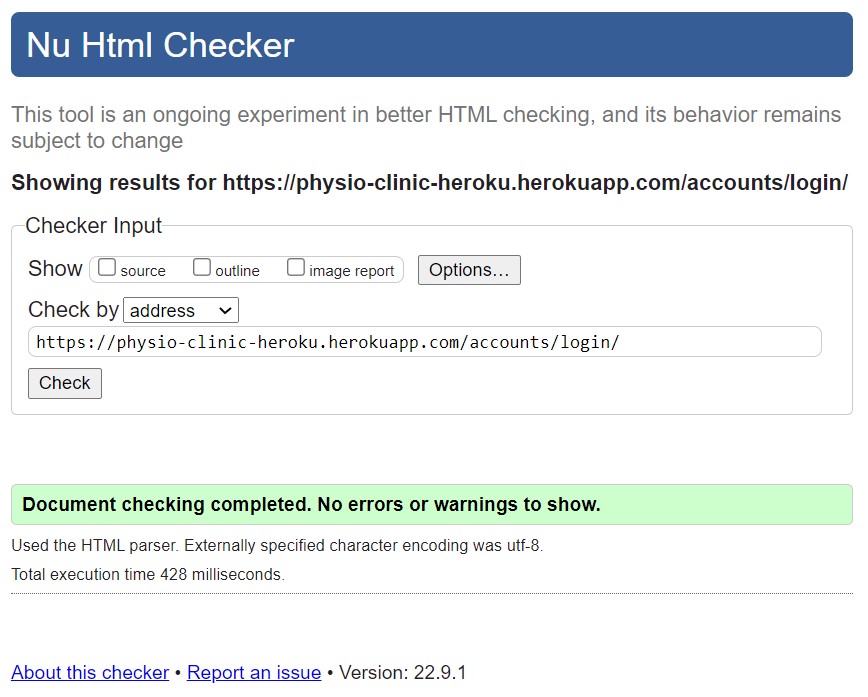 Nu Html Checker
This tool is an ongoing experiment in better HTML checking, and its behavior remains
subject to change
Showing results for https://physio-clinic-heroku.herokuapp.com/accounts/login/
Checker Input
Show source outline image report Options...
Check by address
https://physio-clinic-heroku.herokuapp.com/accounts/login/
Check
Document checking completed. No errors or warnings to show.
Used the HTML parser. Externally specified character encoding was utf-8.
Total execution time 428 milliseconds.
About this checker • Report an issue • Version: 22.9.1